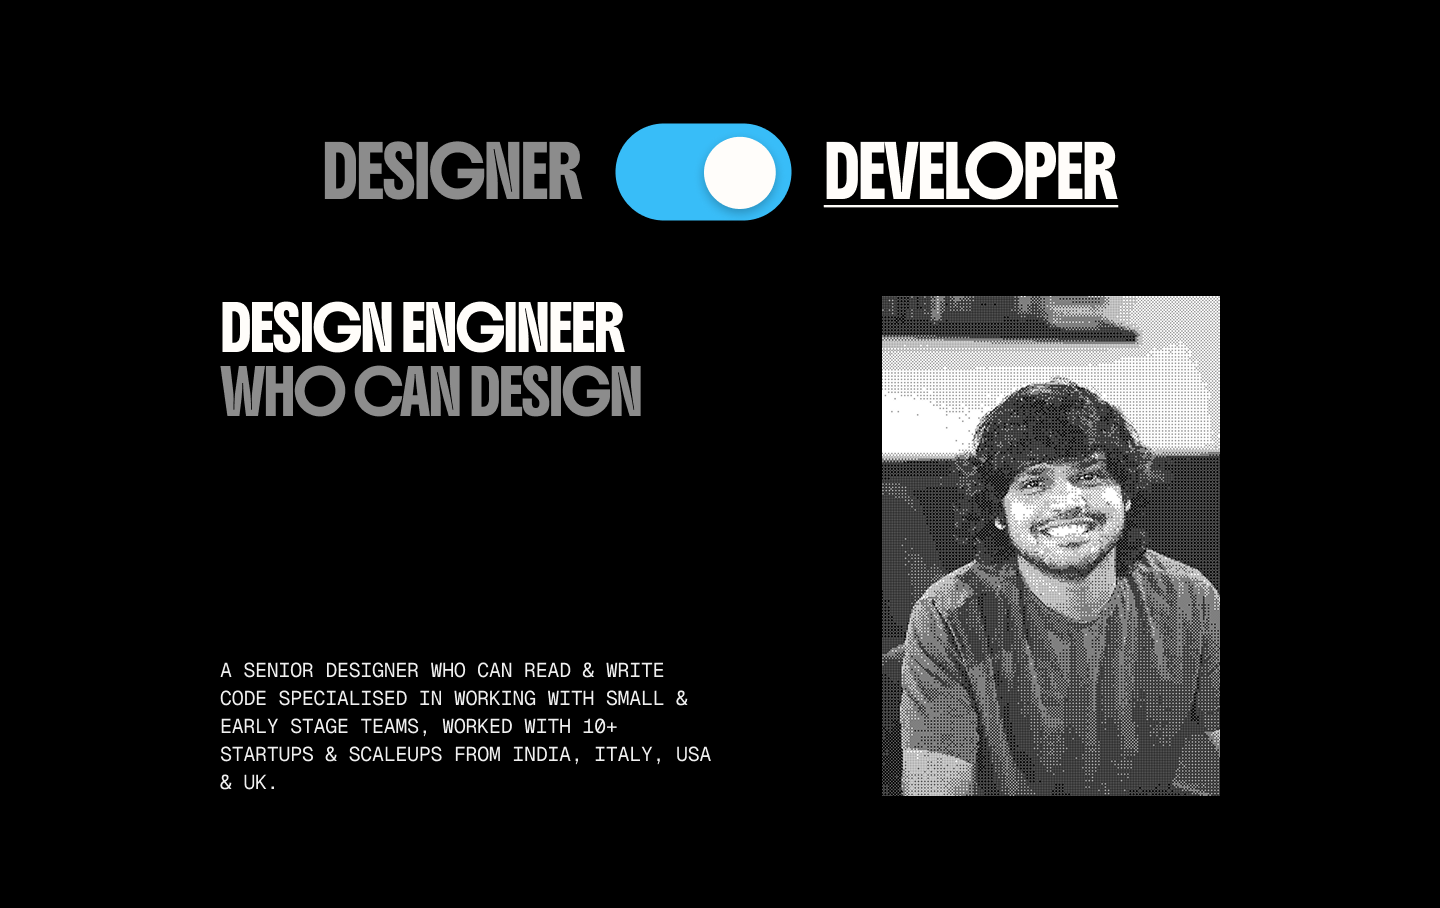 DESIGNER DEVELOPER
DESIGN ENGINEER
WHO CAN DESIGN
A SENIOR DESIGNER WHO CAN READ & WRITE
CODE SPECIALISED IN WORKING WITH SMALL &
EARLY STAGE TEAMS, WORKED WITH 10+
STARTUPS & SCALEUPS FROM INDIA, ITALY, USA
& UK.